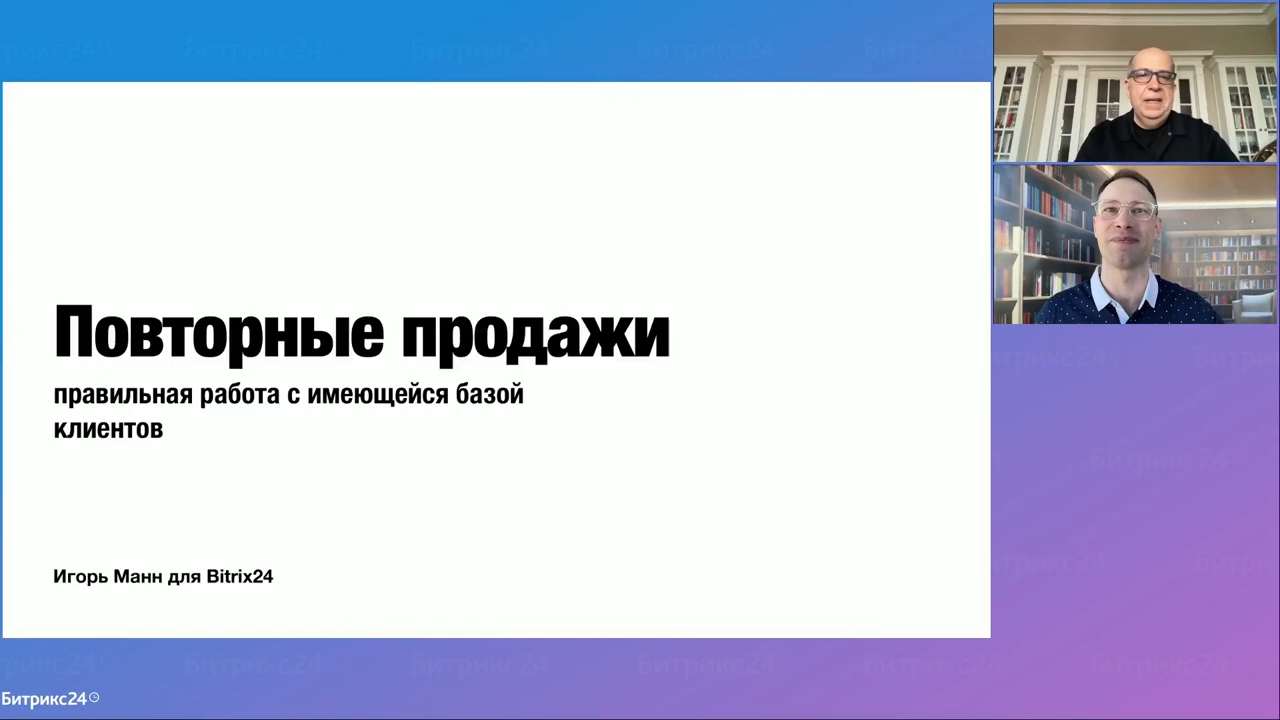 Повторные продажи
правильная работа с имеющейся базой
клиентов
Игорь Манн для Bitrix24
Битрикс24